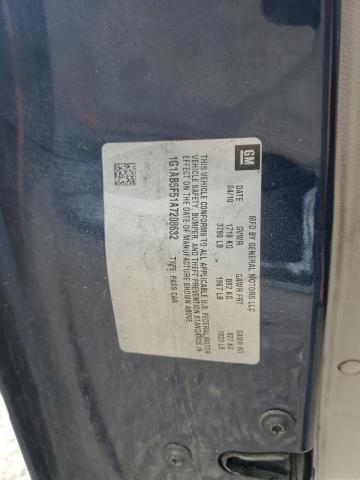 GM
MFD BY GENERAL MOTORS LLC
DATE GVWR GAWR FRT GAWR RR
04/10 1719 KG 892 KG 827 KG
3790 LB 1967 LB 1823 LB
THIS VEHICLE CONFORMS TO ALL APPLICABLE U.S. FEDERAL MOTOR
VEHICLE SAFETY, BUMPER, AND THEFT PREVENTION STANDARDS IN
EFFECT ON THE DATE OF MANUFACTURE SHOWN ABOVE.
1G1AB5F51A7208632 TYPE: PASS CAR